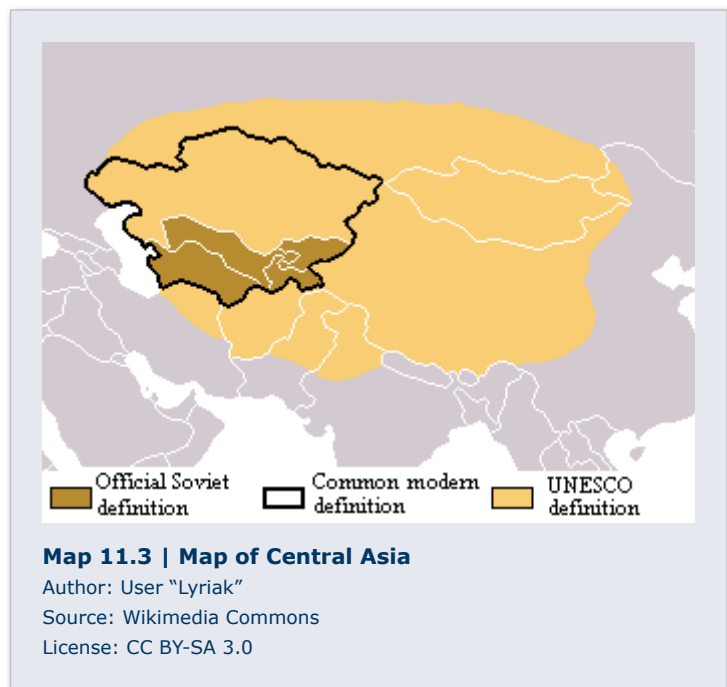 Official Soviet
definition
Common modern
definition
UNESCO
definition
Map 11.3 | Map of Central Asia
Author: User “Lyriak”
Source: Wikimedia Commons
License: CC BY-SA 3.0